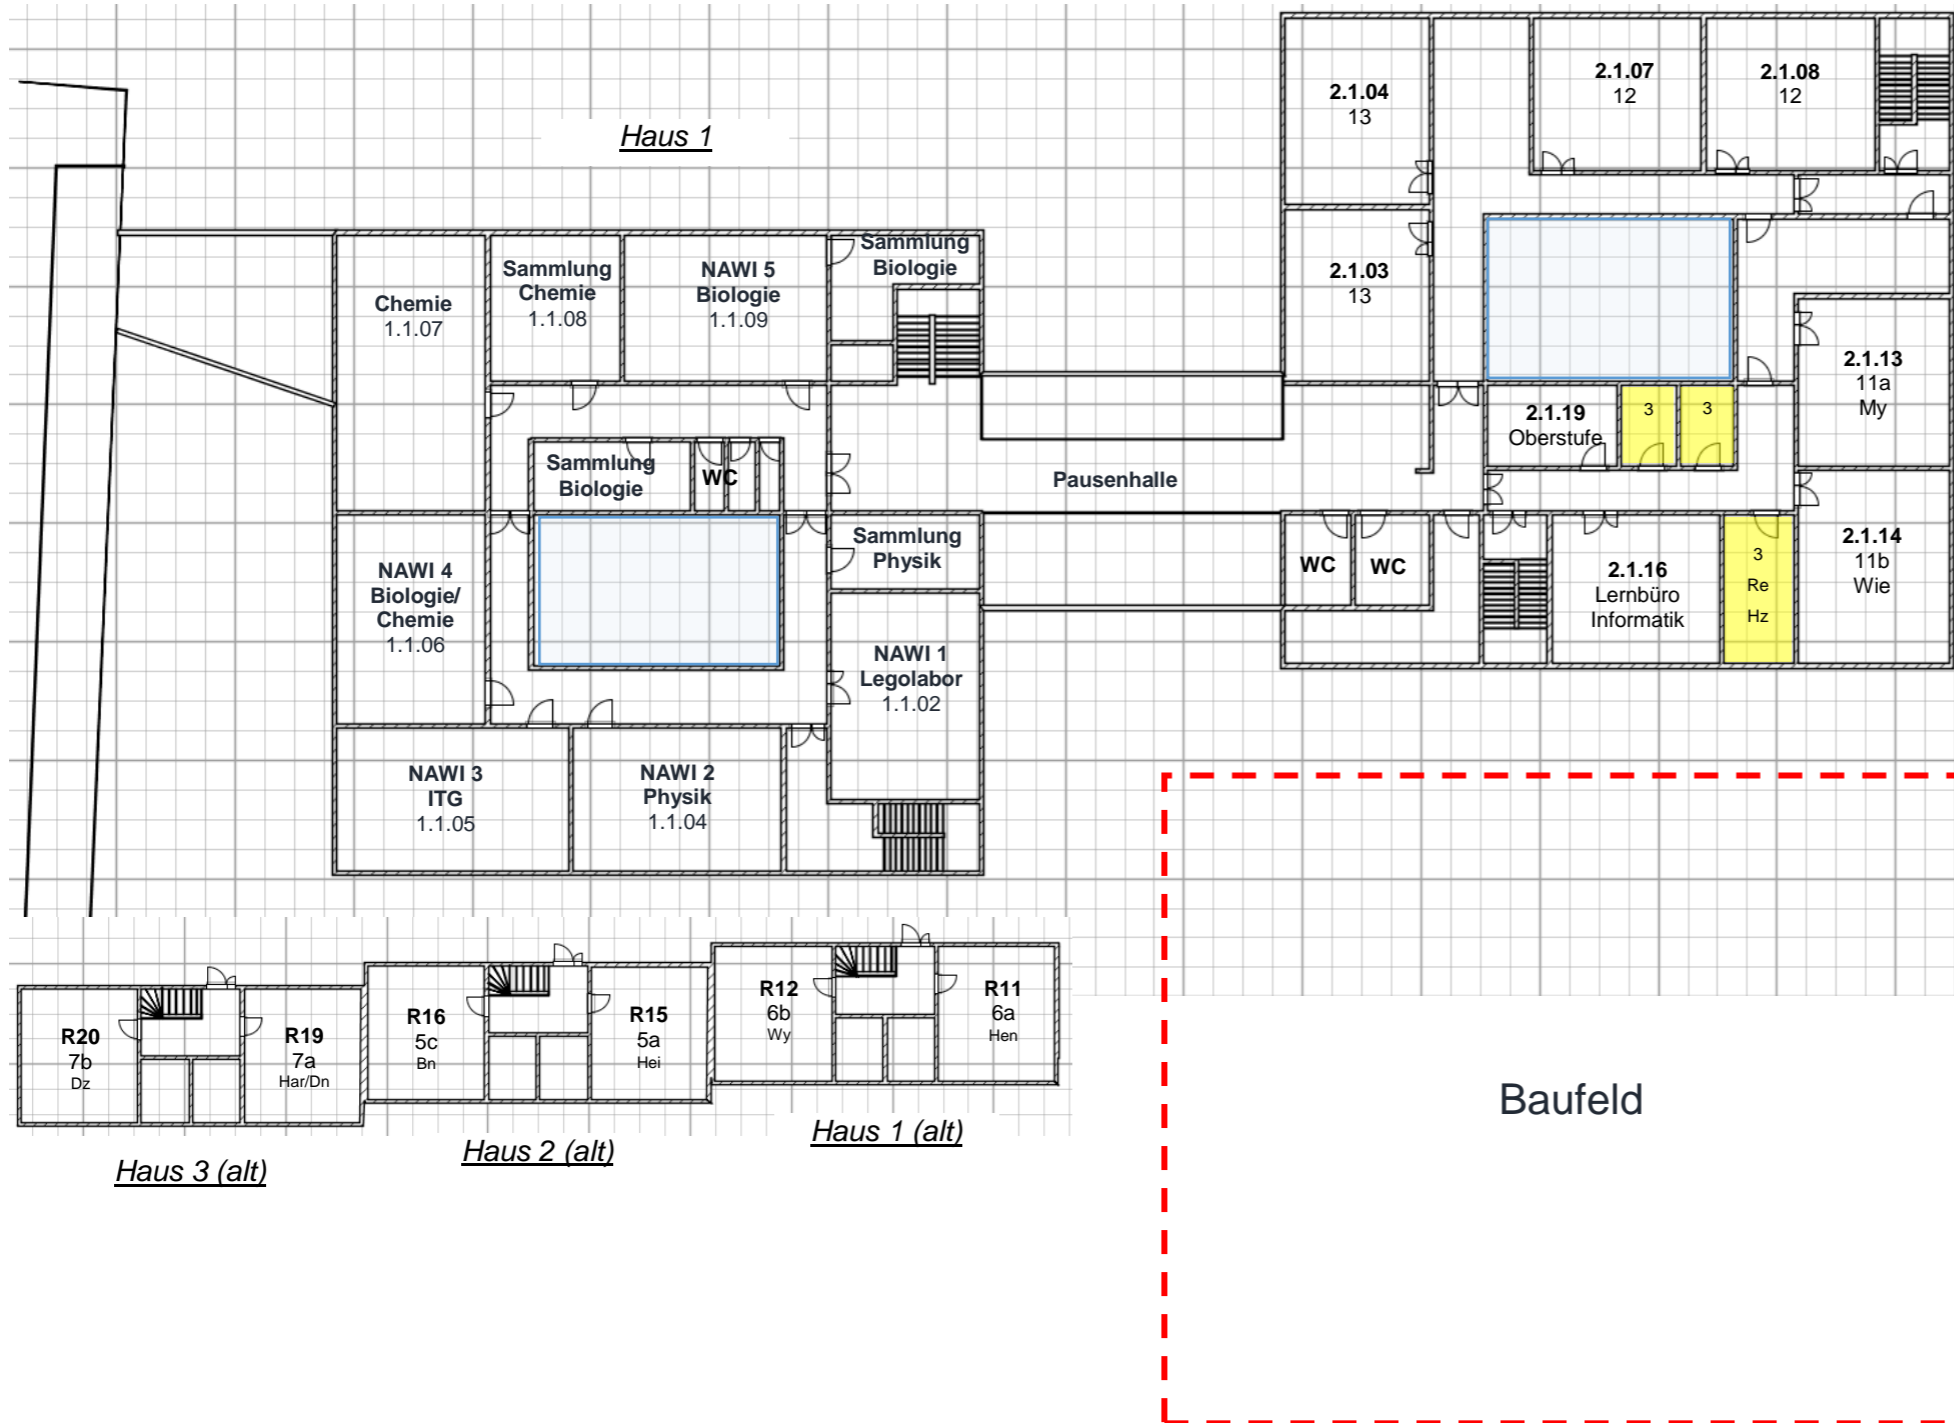 Haus 1
2.1.04
13
2.1.07
12
2.1.08
12
2.1.03
13
Sammlung
Biologie
Chemie
1.1.07
Sammlung
Chemie
1.1.08
NAWI 5
Biologie
1.1.09
2.1.13
11a
My
2.1.19
Oberstufe
3
3
Sammlung
Biologie
WC
Pausenhalle
NAWI 4
Biologie/
Chemie
1.1.06
Sammlung
Physik
WC
WC
2.1.16
Lernbüro
Informatik
3
Re
Hz
2.1.14
11b
Wie
NAWI 1
Legolabor
1.1.02
NAWI 3
ITG
1.1.05
NAWI 2
Physik
1.1.04
R20
7b
Dz
R19
7a
Har/Dn
R16
5c
Bn
R15
5a
Hei
R12
6b
Wy
R11
6a
Hen
Haus 3 (alt)
Haus 2 (alt)
Haus 1 (alt)
Baufeld